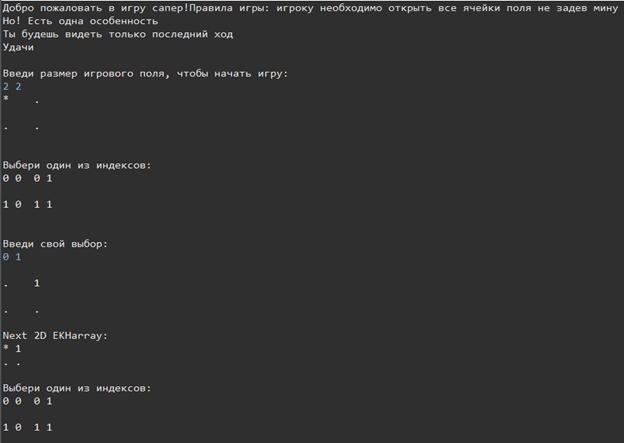 Добро пожаловать в игру сапер!Правила игры: игроку необходимо открыть все ячейки поля не задев мину
Но! Есть одна особенность
Ты будешь видеть только последний ход
Удачи
Введи размер игрового поля, чтобы начать игру:
2 2
* .
. .
Выбери один из индексов:
0 0 0 1
1 0 1 1
Введи свой выбор:
0 1
. 1
. .
Next 2D EKHarray:
* 1
. .
Выбери один из индексов:
0 0 0 1
1 0 1 1